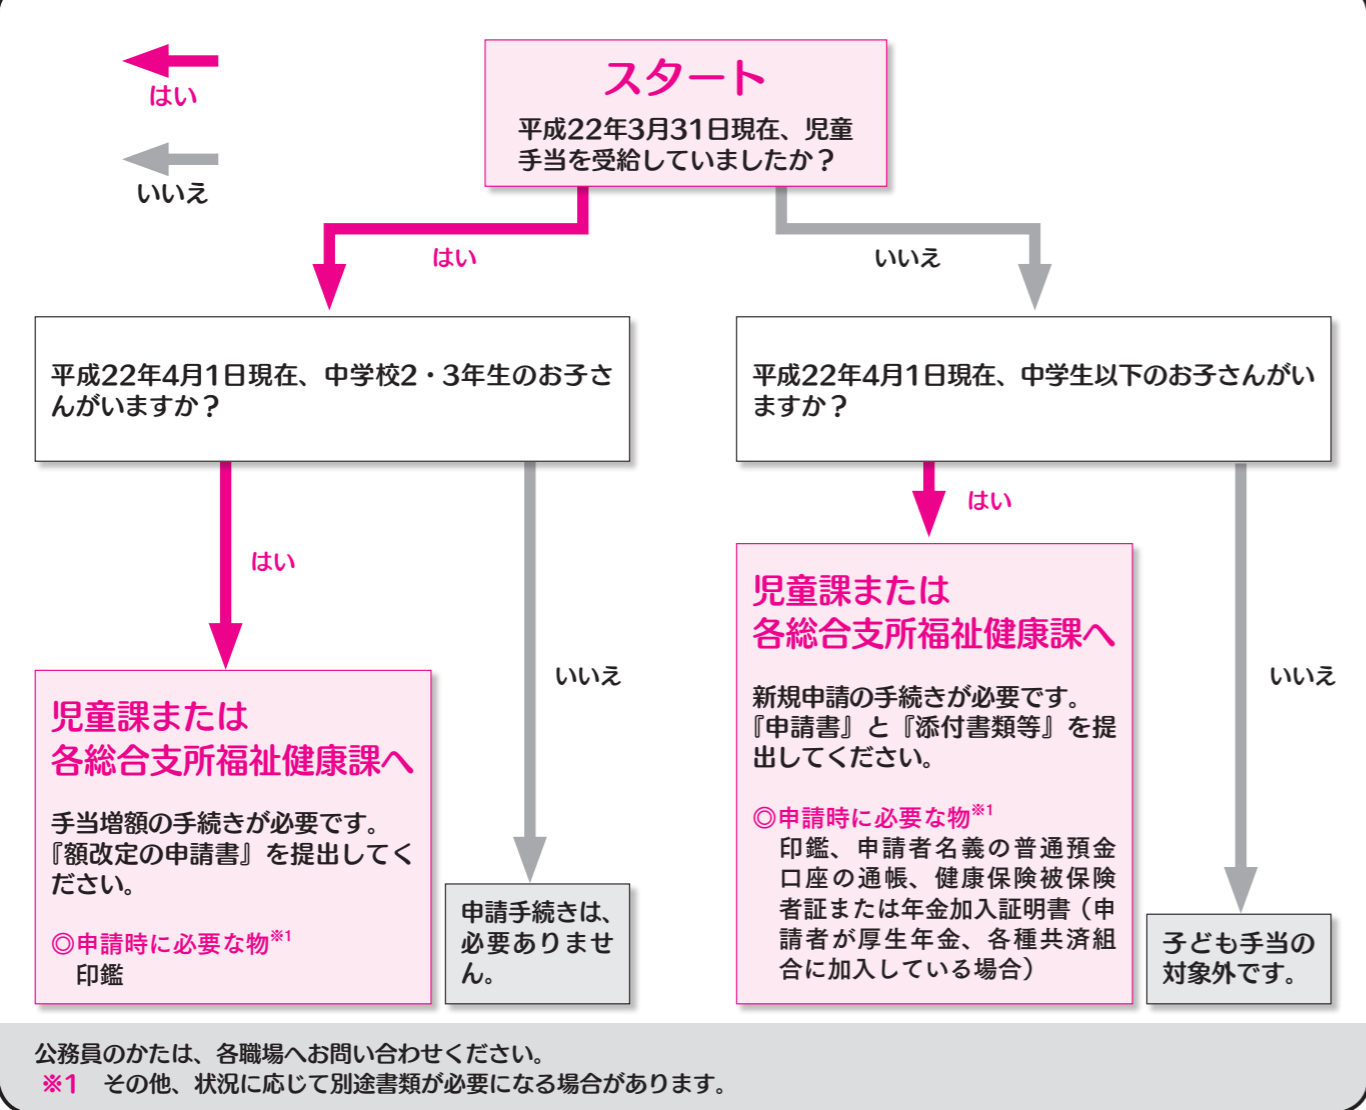 はい
いいえ
スタート
平成22年3月31日現在、児童
手当を受給していましたか？
はい
いいえ
平成22年4月1日現在、中学校2・3年生のお子さ
んがいますか？
平成22年4月1日現在、中学生以下のお子さんがい
ますか？
はい
いいえ
児童課または
各総合支所福祉健康課へ
手当増額の手続きが必要です。
『額改定の申請書』を提出してく
ださい。
◎申請時に必要な物※1
印鑑
申請手続きは、
必要ありませ
ん。
はい
いいえ
児童課または
各総合支所福祉健康課へ
新規申請の手続きが必要です。
『申請書』と『添付書類等』を提
出してください。
◎申請時に必要な物※1
印鑑、申請者名義の普通預金
口座の通帳、健康保険被保険
者証または年金加入証明書（申
請者が厚生年金、各種共済組
合に加入している場合）
子ども手当の
対象外です。
公務員のかたは、各職場へお問い合わせください。
※1　その他、状況に応じて別途書類が必要になる場合があります。